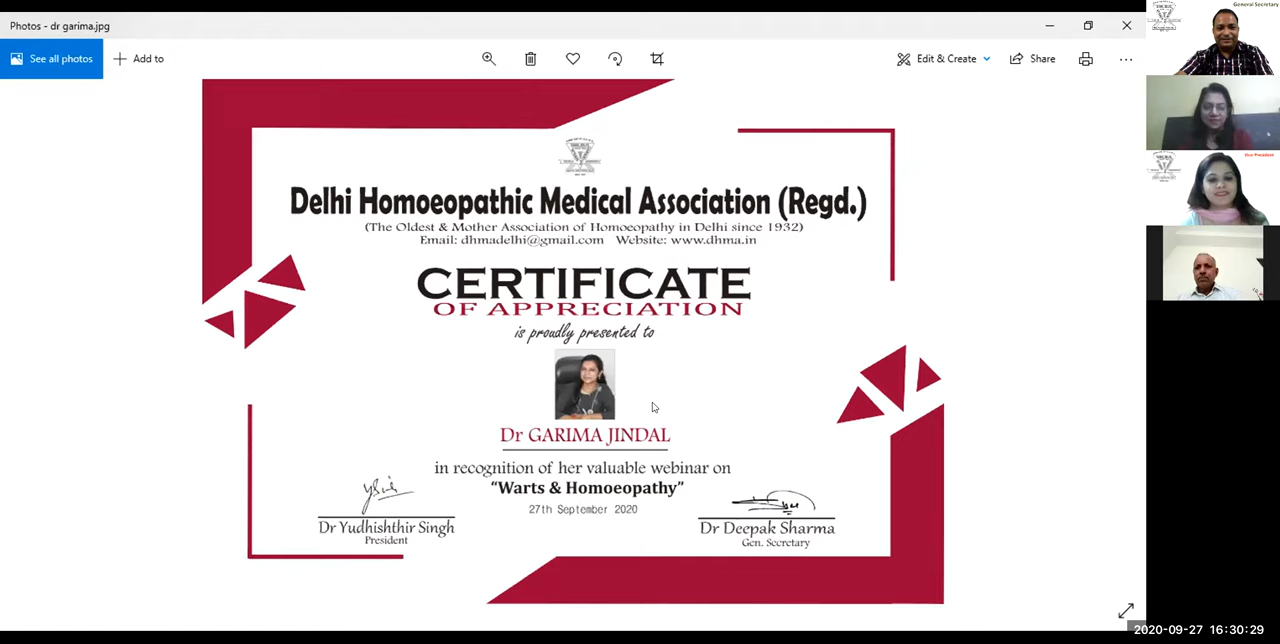 Photos - dr garima.jpg
See all photos
Add to
Edit & Create
Share
General Secretary
Vice President
Delhi Homoeopathic Medical Association (Regd.)
(The Oldest & Mother Association of Homoeopathy in Delhi since 1932)
Email: dhmadelhi@gmail.com Website: www.dhma.in
CERTIFICATE
OF APPRECIATION
is proudly presented to
Dr GARIMA JINDAL
in recognition of her valuable webinar on
“Warts & Homoeopathy”
27th September 2020
Dr Yudhishthir Singh
President
Dr Deepak Sharma
Gen. Secretary
2020-09-27 16:30:29